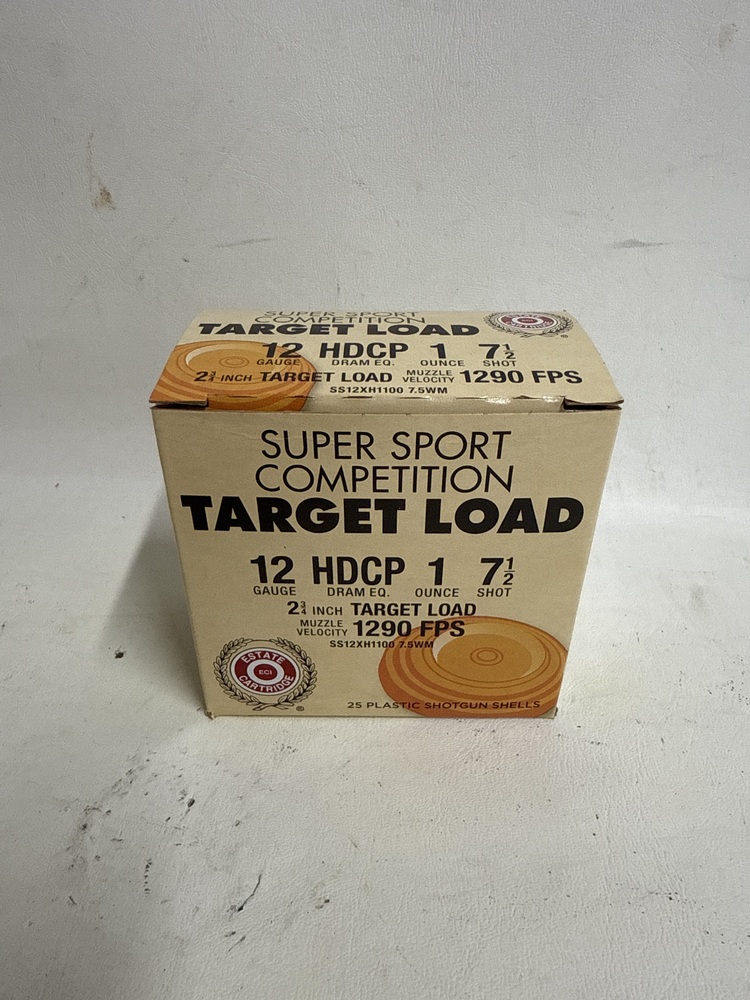 SUPER SPORT
COMPETITION
TARGET LOAD
ESTATE
CARTRIDGE
®
12 HDCP 1 7½
GAUGE DRAM EQ. OUNCE SHOT
2¾ INCH TARGET LOAD MUZZLE VELOCITY 1290 FPS
SS12XH1100 7.5WM
SUPER SPORT
COMPETITION
TARGET LOAD
12 HDCP 1 7½
GAUGE DRAM EQ. OUNCE SHOT
2¾ INCH TARGET LOAD
MUZZLE VELOCITY 1290 FPS
SS12XH1100 7.5WM
ESTATE
ECI
CARTRIDGE
®
25 PLASTIC SHOTGUN SHELLS